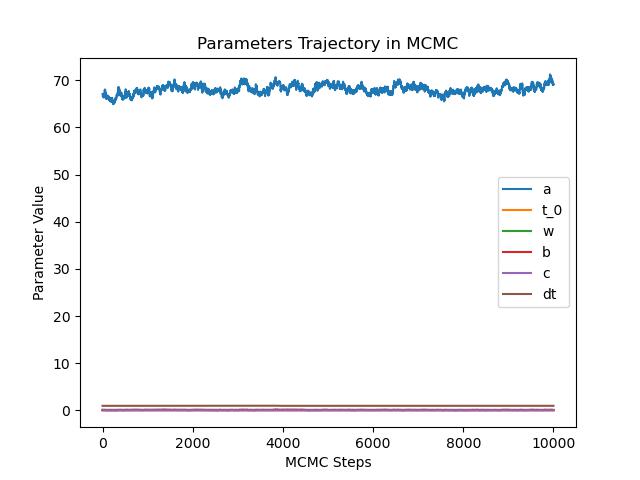 Parameters Trajectory in MCMC
Parameter Value
70
60
50
40
30
20
10
0
a
t_0
w
b
c
dt
0 2000 4000 6000 8000 10000
MCMC Steps